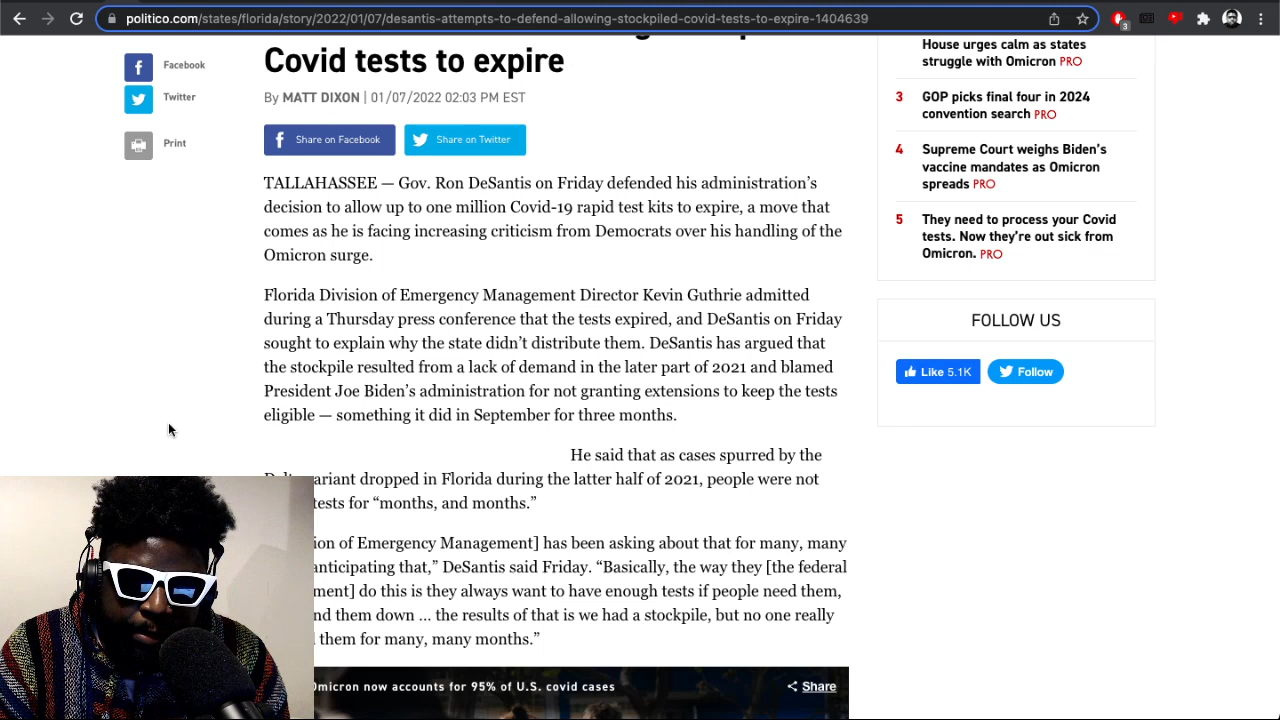 politico.com/states/florida/story/2022/01/07/desantis-attempts-to-defend-allowing-stockpiled-covid-tests-to-expire-1404639
3
Covid tests to expire
By MATT DIXON | 01/07/2022 02:03 PM EST
Facebook
Twitter
Print
Share on Facebook
Share on Twitter
TALLAHASSEE — Gov. Ron DeSantis on Friday defended his administration's
decision to allow up to one million Covid-19 rapid test kits to expire, a move that
comes as he is facing increasing criticism from Democrats over his handling of the
Omicron surge.
Florida Division of Emergency Management Director Kevin Guthrie admitted
during a Thursday press conference that the tests expired, and DeSantis on Friday
sought to explain why the state didn't distribute them. DeSantis has argued that
the stockpile resulted from a lack of demand in the later part of 2021 and blamed
President Joe Biden's administration for not granting extensions to keep the tests
eligible — something it did in September for three months.
He said that as cases spurred by the
variant dropped in Florida during the latter half of 2021, people were not
tests for “months, and months.”
of Emergency Management] has been asking about that for many, many
anticipating that,” DeSantis said Friday. “Basically, the way they [the federal
do this is they always want to have enough tests if people need them,
them down ... the results of that is we had a stockpile, but no one really
them for many, many months.”
Omicron now accounts for 95% of U.S. covid cases
Share
House urges calm as states
struggle with Omicron PRO
3 GOP picks final four in 2024
convention search PRO
4 Supreme Court weighs Biden's
vaccine mandates as Omicron
spreads PRO
5 They need to process your Covid
tests. Now they're out sick from
Omicron. PRO
FOLLOW US
Like 5.1K
Follow